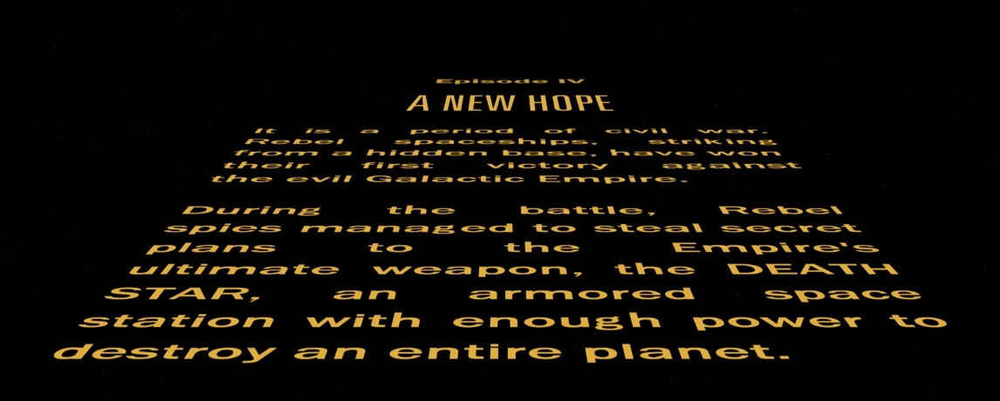 Episode IV
A NEW HOPE
It is a period of civil war.
Rebel spaceships, striking
from a hidden base, have won
their first victory against
the evil Galactic Empire.
During the battle, Rebel
spies managed to steal secret
plans to the Empire's
ultimate weapon, the DEATH
STAR, an armored space
station with enough power to
destroy an entire planet.